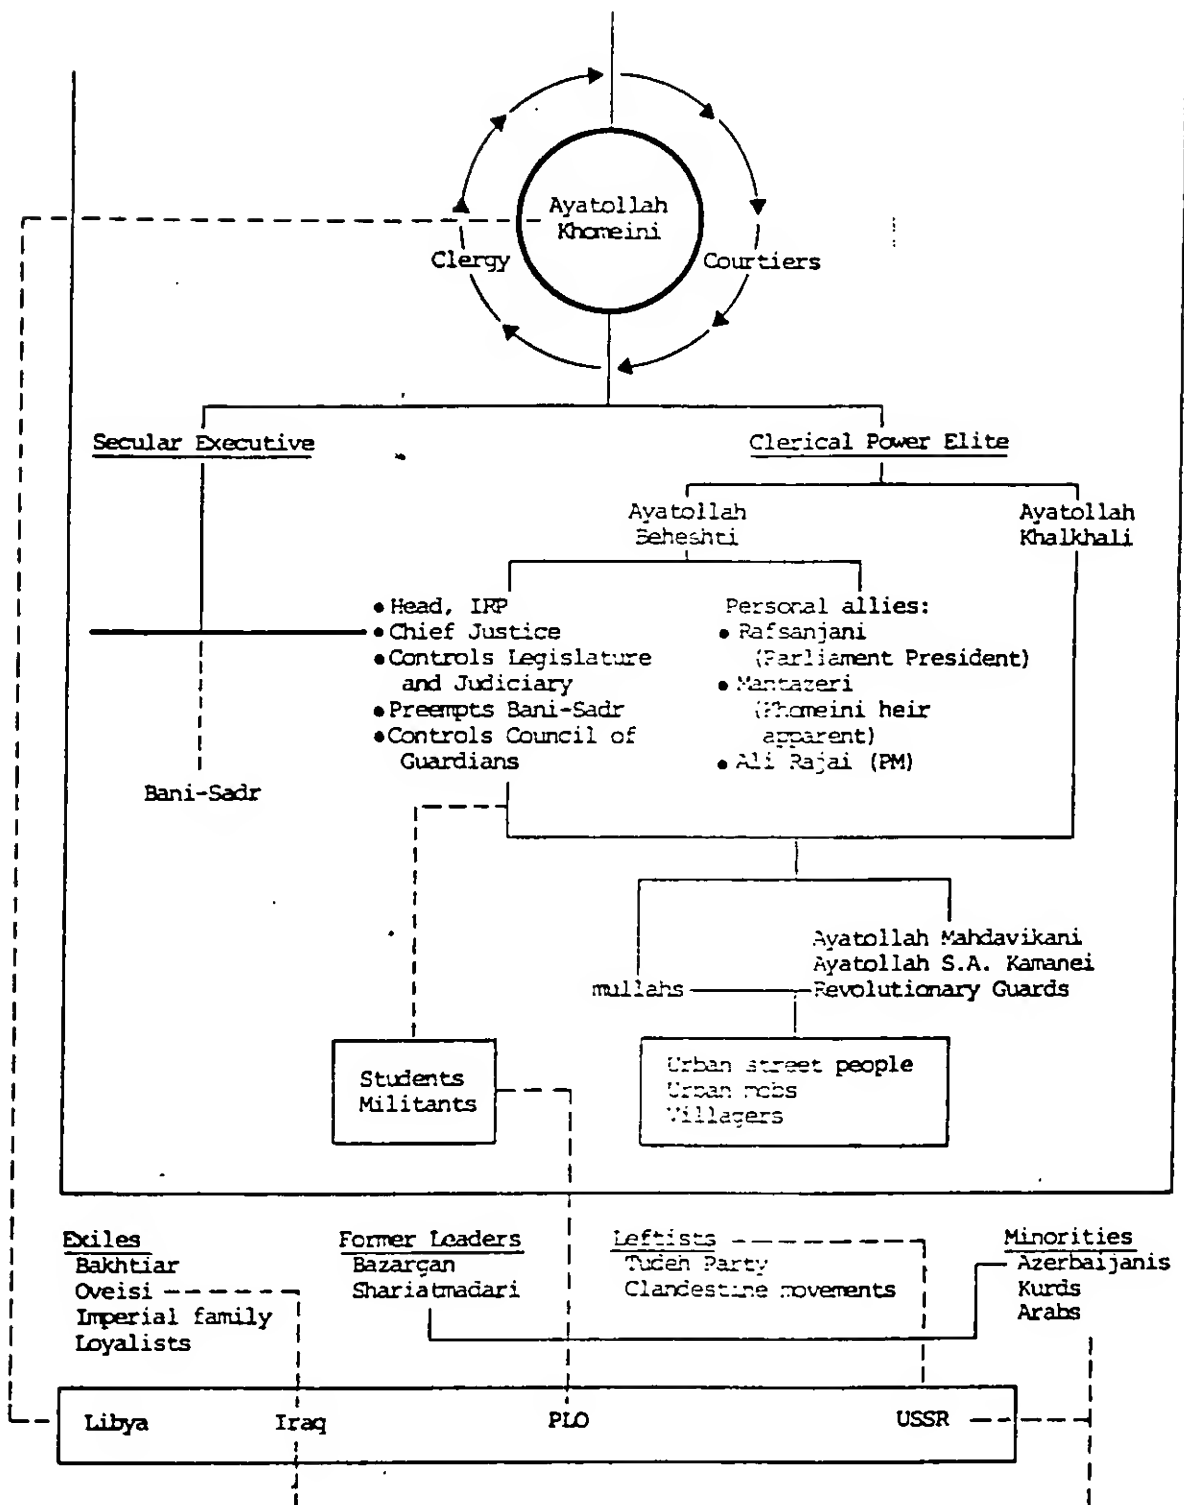 Ayatollah
Khomeini
Clergy
Courtiers
Secular Executive
Clerical Power Elite
Ayatollah
Beheshti
Ayatollah
Khalkhali
• Head, IRP
• Chief Justice
• Controls Legislature
and Judiciary
• Preempts Bani-Sadr
• Controls Council of
Guardians
Personal allies:
• Rafsanjani
(Parliament President)
• Mantazeri
(Khomeini heir
apparent)
• Ali Rajai (PM)
Bani-Sadr
Ayatollah Mahdavikani
Ayatollah S.A. Kamanei
mullahs
Revolutionary Guards
Students
Militants
Urban street people
Urban mobs
Villagers
Exiles
Bakhtiar
Oveisi
Imperial family
Loyalists
Former Leaders
Bazargan
Shariatmadari
Leftists
Tudeh Party
Clandestine movements
Minorities
Azerbaijanis
Kurds
Arabs
Libya
Iraq
PLO
USSR